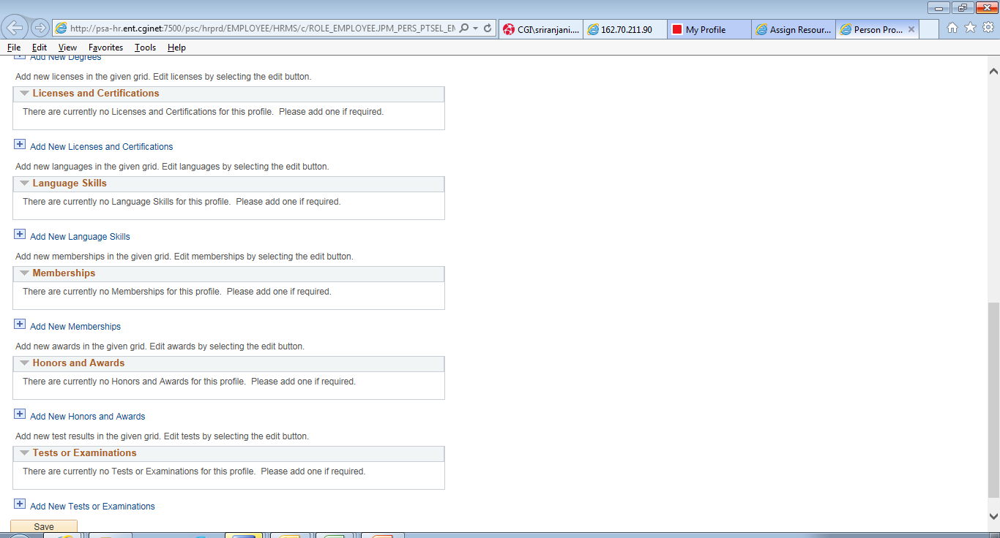 http://psa-hr.ent.cginet:7500/psc/hrprd/EMPLOYEE/HRMS/c/ROLE_EMPLOYEE.JPM_PERS_PTSEL_EM
CGI\sriranjani....
162.70.211.90
My Profile
Assign Resour...
Person Pro...
File Edit View Favorites Tools Help
Add New Degrees
Add new licenses in the given grid. Edit licenses by selecting the edit button.
Licenses and Certifications
There are currently no Licenses and Certifications for this profile. Please add one if required.
Add New Licenses and Certifications
Add new languages in the given grid. Edit languages by selecting the edit button.
Language Skills
There are currently no Language Skills for this profile. Please add one if required.
Add New Language Skills
Add new memberships in the given grid. Edit memberships by selecting the edit button.
Memberships
There are currently no Memberships for this profile. Please add one if required.
Add New Memberships
Add new awards in the given grid. Edit awards by selecting the edit button.
Honors and Awards
There are currently no Honors and Awards for this profile. Please add one if required.
Add New Honors and Awards
Add new test results in the given grid. Edit tests by selecting the edit button.
Tests or Examinations
There are currently no Tests or Examinations for this profile. Please add one if required.
Add New Tests or Examinations
Save